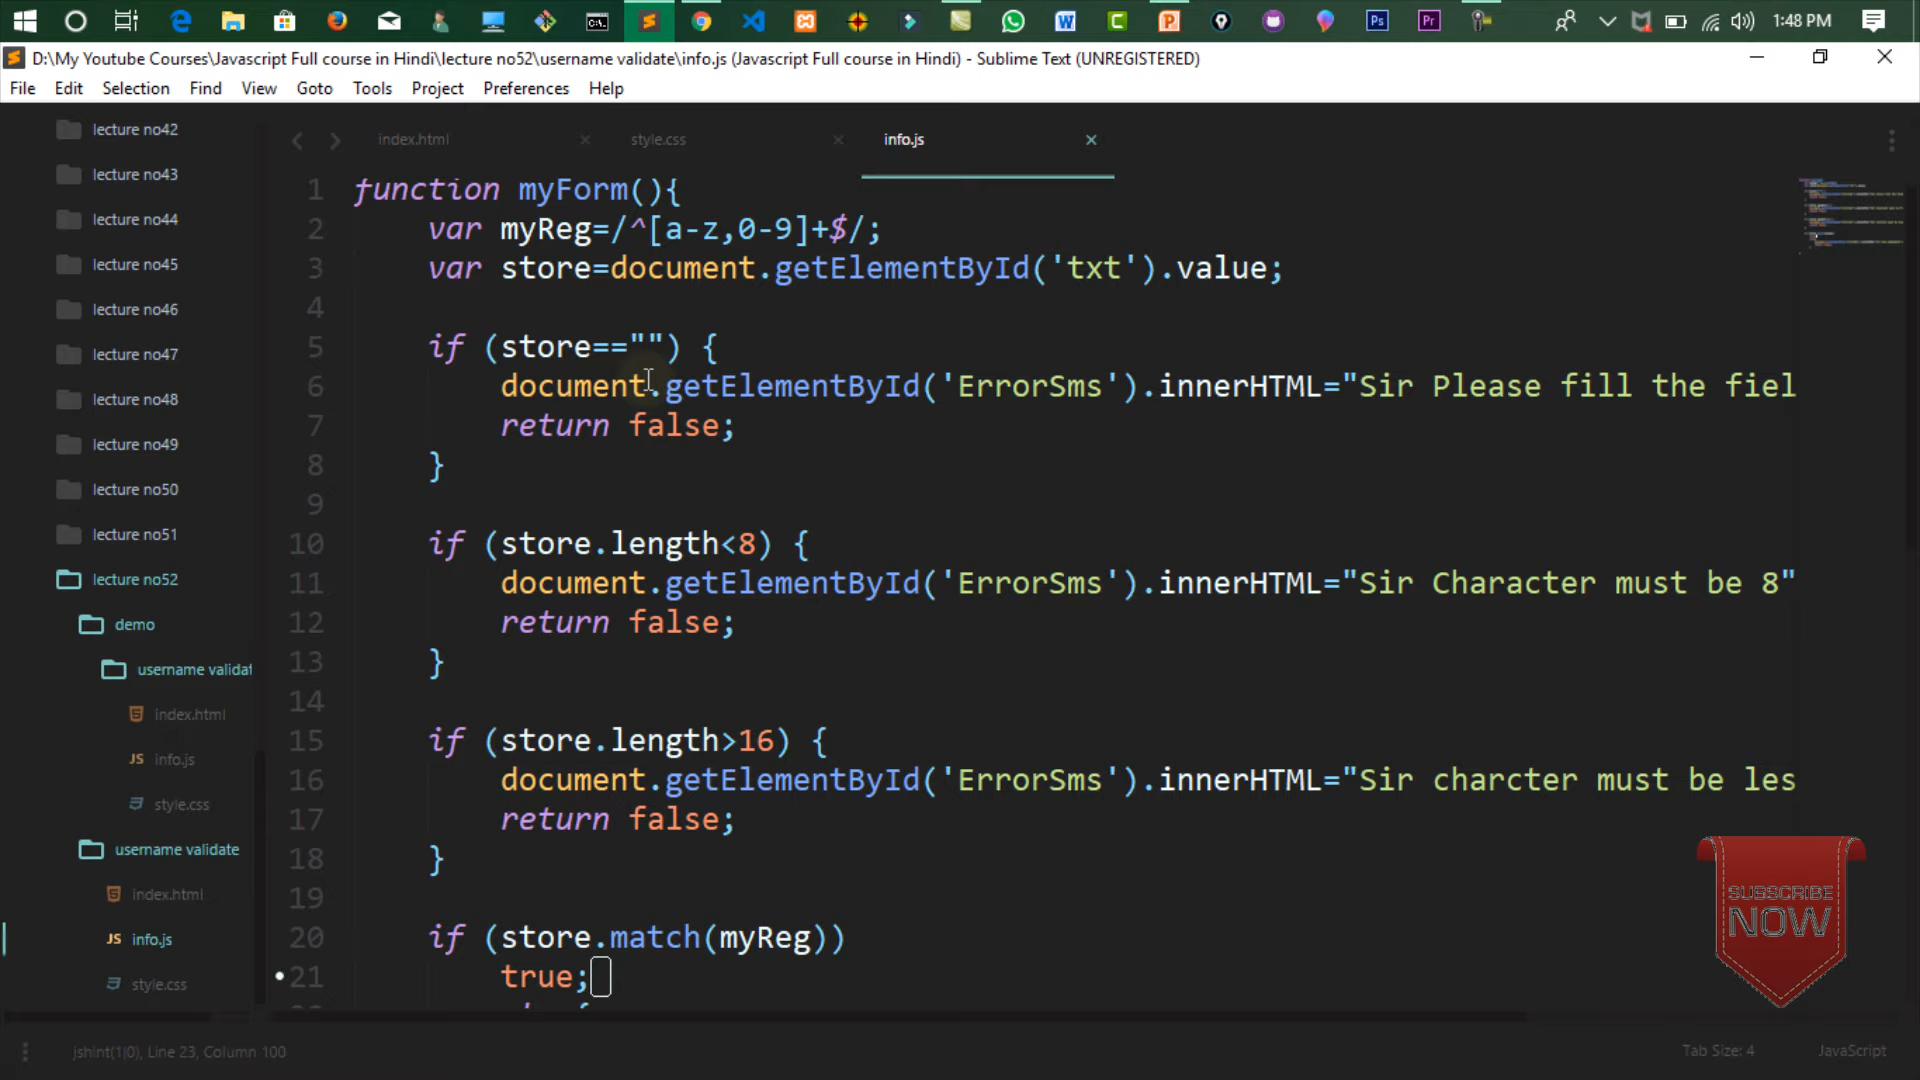 1:48 PM
D:\My Youtube Courses\Javascript Full course in Hindi\lecture no52\username validate\info.js (Javascript Full course in Hindi) - Sublime Text (UNREGISTERED)
File Edit Selection Find View Goto Tools Project Preferences Help
lecture no42
lecture no43
lecture no44
lecture no45
lecture no46
lecture no47
lecture no48
lecture no49
lecture no50
lecture no51
lecture no52
demo
username validat
index.html
JS info.js
style.css
username validate
index.html
JS info.js
style.css
index.html style.css info.js
1 function myForm(){
2 var myReg=/^[a-z,0-9]+$/;
3 var store=document.getElementById('txt').value;
4
5 if (store=="") {
6 document.getElementById('ErrorSms').innerHTML="Sir Please fill the fiel
7 return false;
8 }
9
10 if (store.length<8) {
11 document.getElementById('ErrorSms').innerHTML="Sir Character must be 8"
12 return false;
13 }
14
15 if (store.length>16) {
16 document.getElementById('ErrorSms').innerHTML="Sir charcter must be les
17 return false;
18 }
19
20 if (store.match(myReg))
21 true;
SUBSCRIBE
NOW
jshint(1|0), Line 23, Column 100
Tab Size: 4 JavaScript